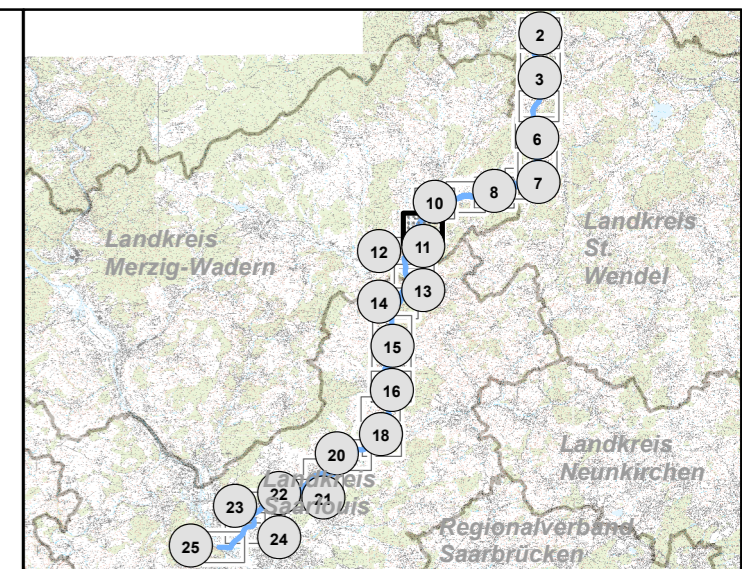 2
3
6
7
8
10
Landkreis
St.
Wendel
Landkreis
Merzig-Wadern
11
12
13
14
15
16
18
Landkreis
Neunkirchen
20
Landkreis
Saarlouis
21
22
23
24
25
Regionalverband
Saarbrücken